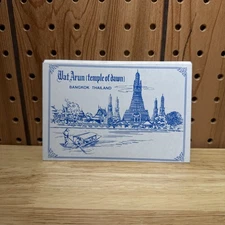 Wat Arun (temple of dawn)
BANGKOK THAILAND